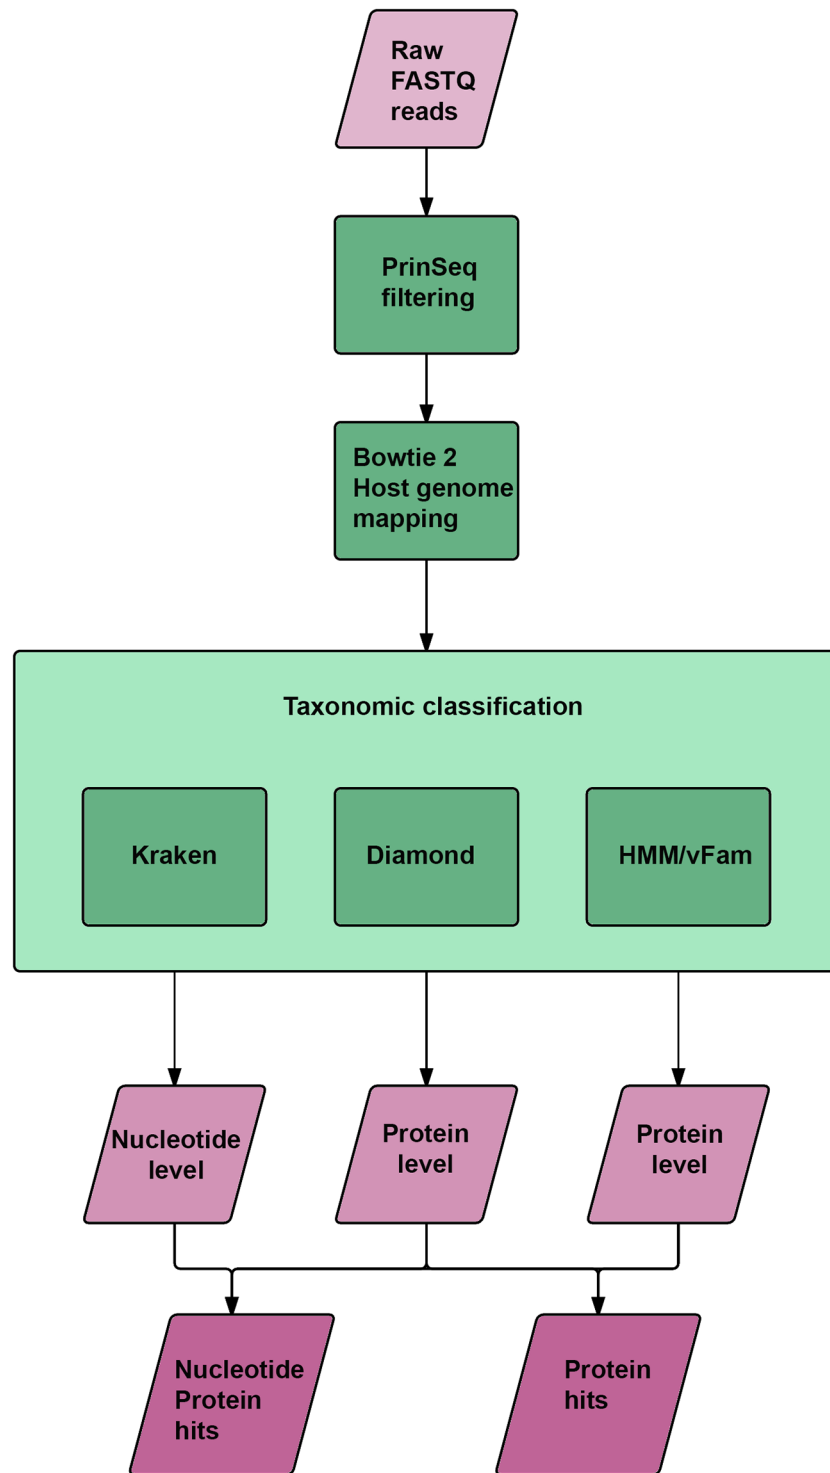 Raw
FASTQ
reads
PrinSeq
filtering
Bowtie 2
Host genome
mapping
Taxonomic classification
Kraken
Diamond
HMM/vFam
Nucleotide
level
Protein
level
Protein
level
Nucleotide
Protein
hits
Protein
hits